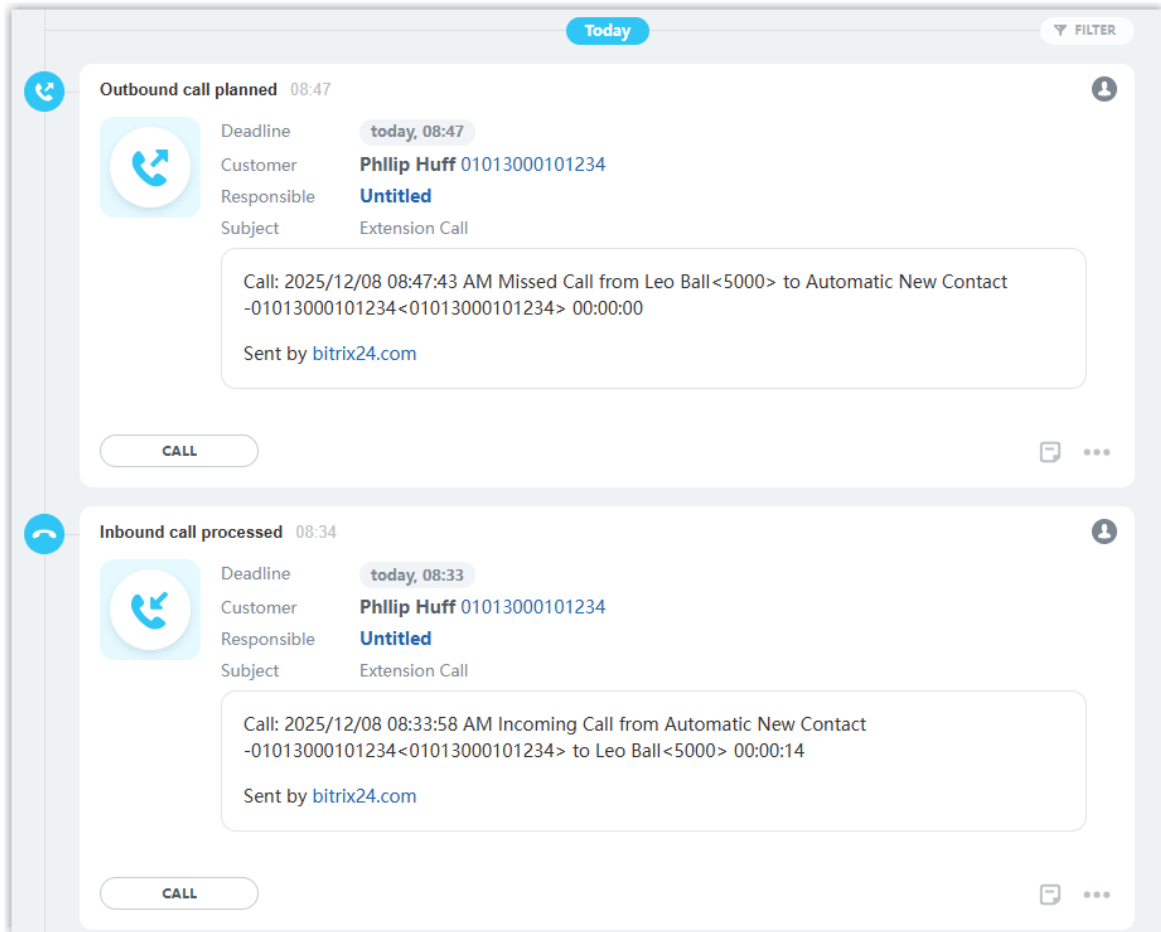 Today
FILTER
Outbound call planned 08:47
Deadline today, 08:47
Customer Phllip Huff 01013000101234
Responsible Untitled
Subject Extension Call
Call: 2025/12/08 08:47:43 AM Missed Call from Leo Ball<5000> to Automatic New Contact
-01013000101234<01013000101234> 00:00:00
Sent by bitrix24.com
CALL
Inbound call processed 08:34
Deadline today, 08:33
Customer Phllip Huff 01013000101234
Responsible Untitled
Subject Extension Call
Call: 2025/12/08 08:33:58 AM Incoming Call from Automatic New Contact
-01013000101234<01013000101234> to Leo Ball<5000> 00:00:14
Sent by bitrix24.com
CALL